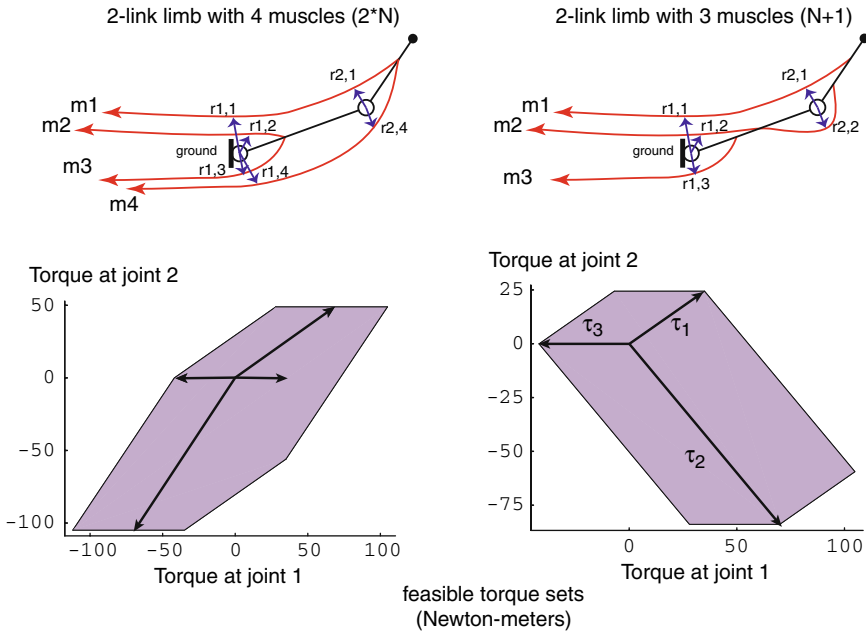 2-link limb with 4 muscles (2*N)
r2,1
m1
r1,1
m2
r1,2
r2,4
ground
r1,3
r1,4
m3
m4
2-link limb with 3 muscles (N+1)
r2,1
m1
r1,1
m2
r1,2
r2,2
ground
r1,3
m3
Torque at joint 2
50
0
-50
-100
-100 -50 0 50 100
Torque at joint 1
Torque at joint 2
25
0
-25
-50
-75
τ3
τ1
τ2
0 50 100
Torque at joint 1
feasible torque sets
(Newton-meters)